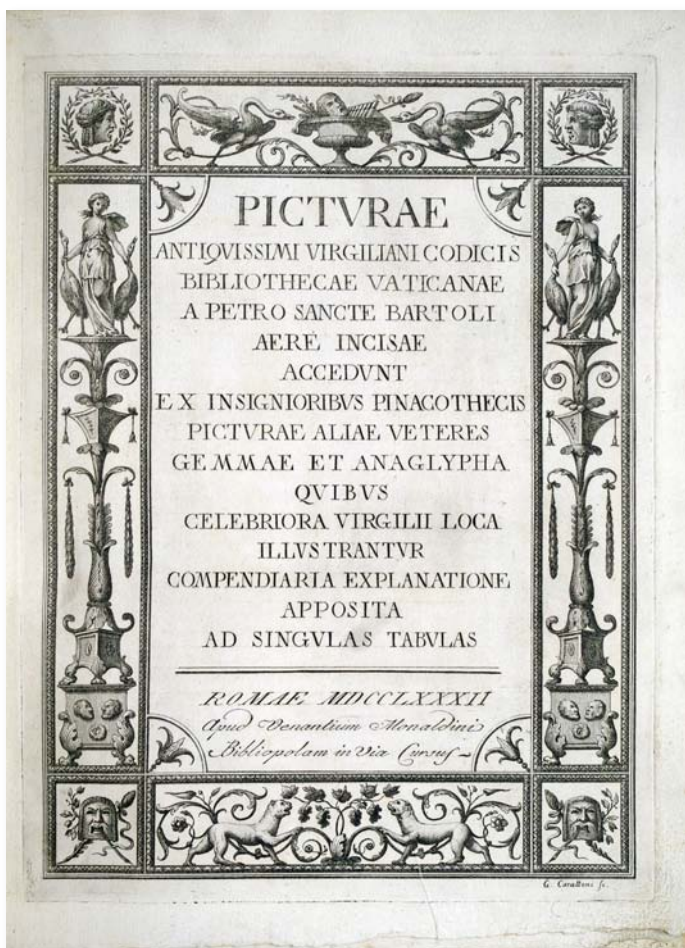 PICTVRAE
ANTIQVISSIMI VIRGILIANI CODICIS
BIBLIOTHECAE VATICANAE
A PETRO SANCTE BARTOLI
AERE INCISAE
ACCEDVNT
EX INSIGNIORIBVS PINACOTHECIS
PICTVRAE ALIAE VETERES
GEMMAE ET ANAGLYPHA
QVIBVS
CELEBRIORA VIRGILII LOCA
ILLVSTRANTVR
COMPENDIARIA EXPLANATIONE
APPOSITA
AD SINGVLAS TABVLAS
ROMAE MDCCLXXXII
Apud Venantium Monaldini
Bibliopolam in Via Cursus
G. Carattoni f.